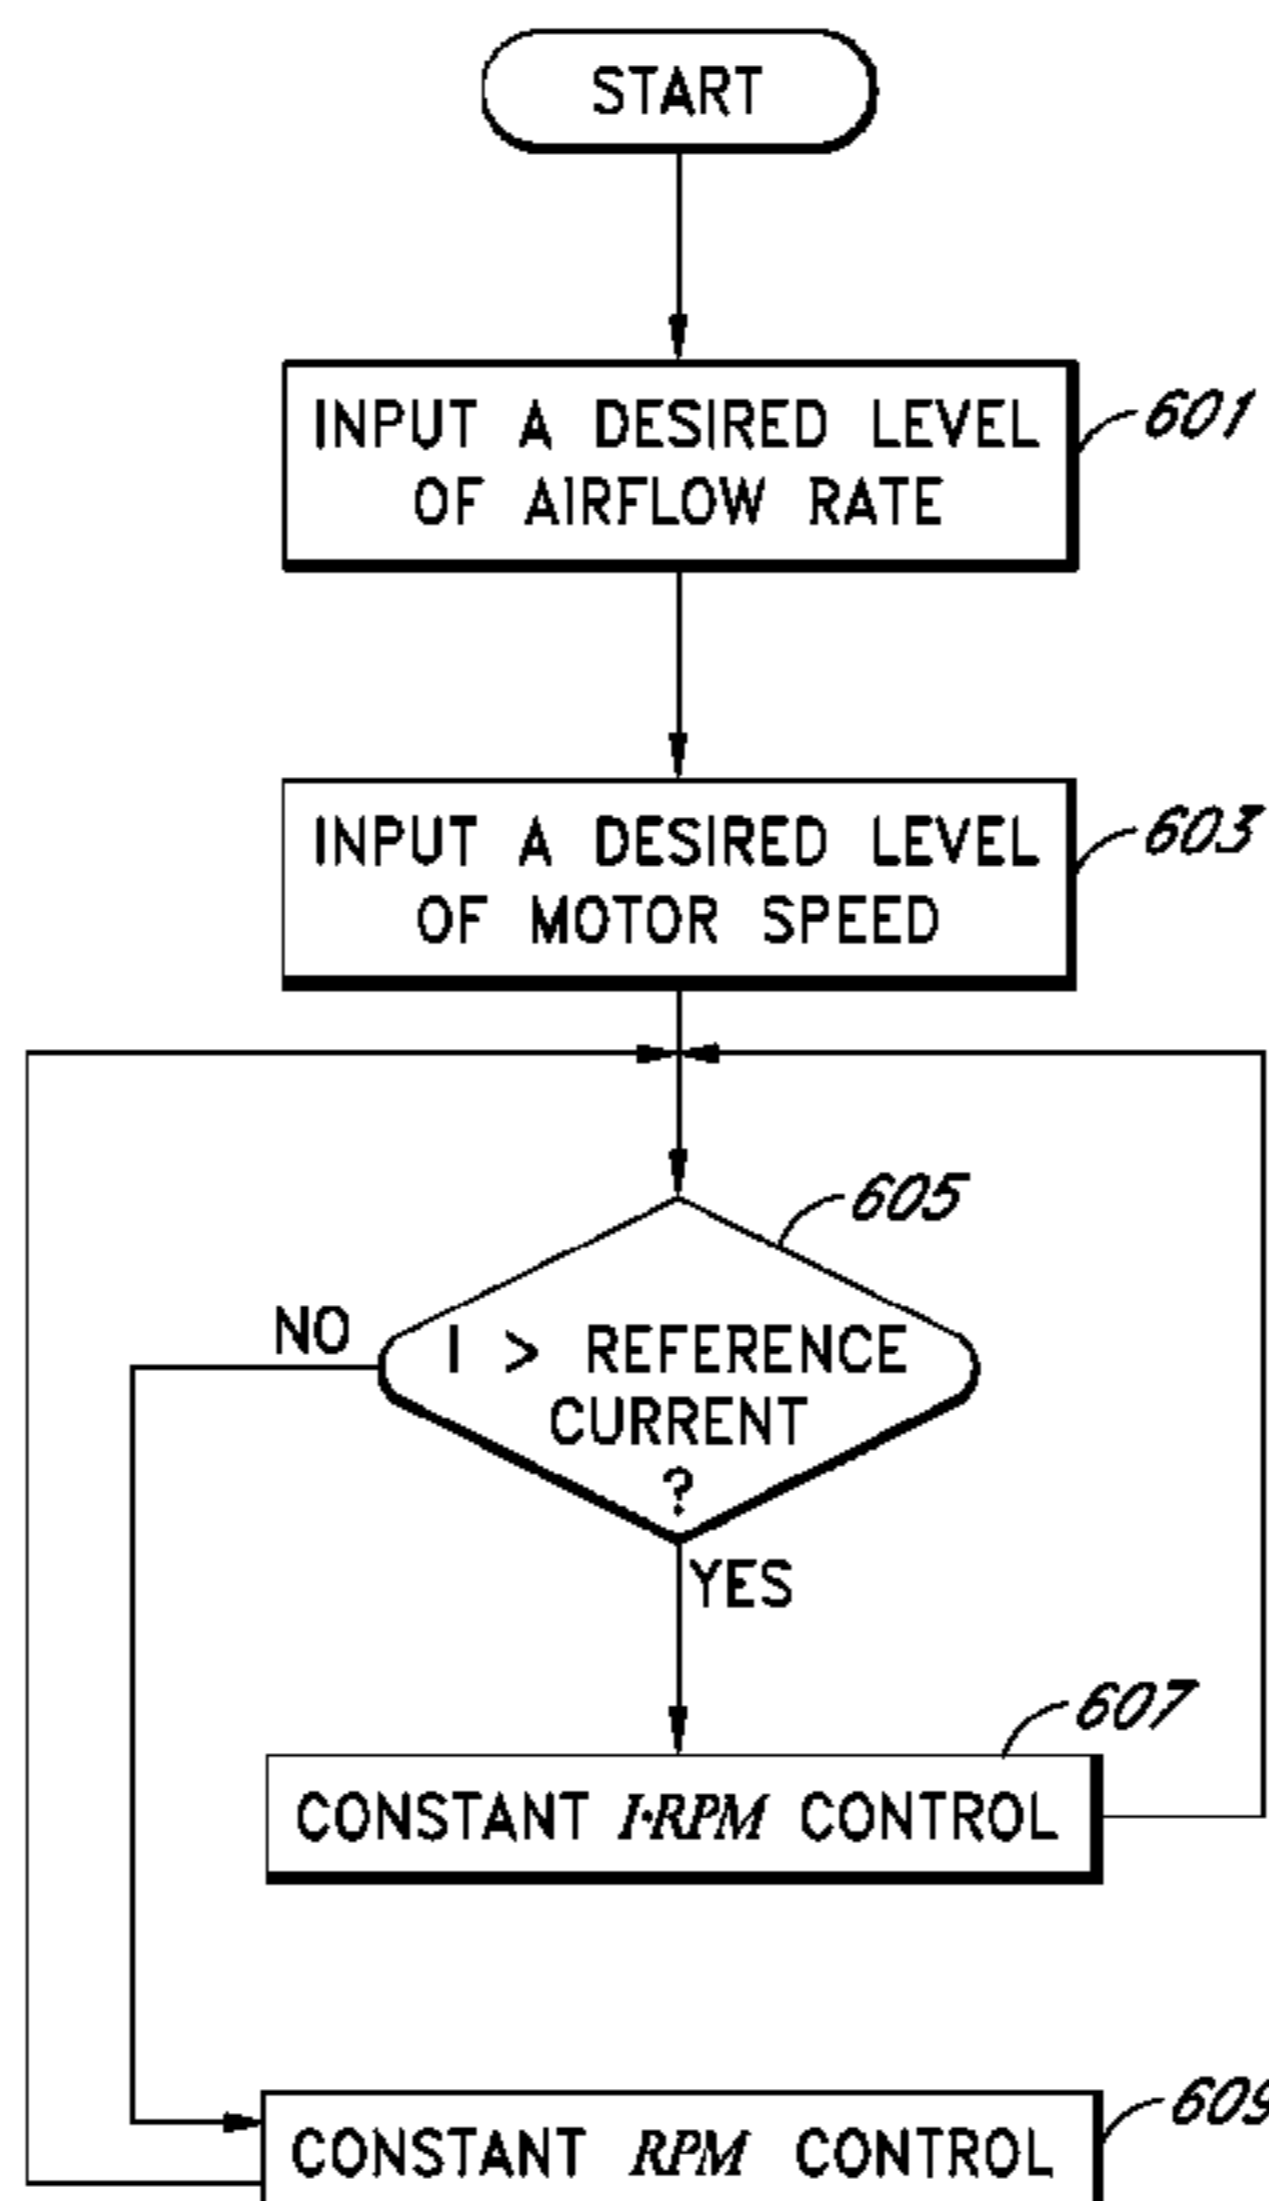 START
INPUT A DESIRED LEVEL
OF AIRFLOW RATE
601
INPUT A DESIRED LEVEL
OF MOTOR SPEED
603
605
NO
I > REFERENCE
CURRENT
?
YES
607
CONSTANT I·RPM CONTROL
609
CONSTANT RPM CONTROL